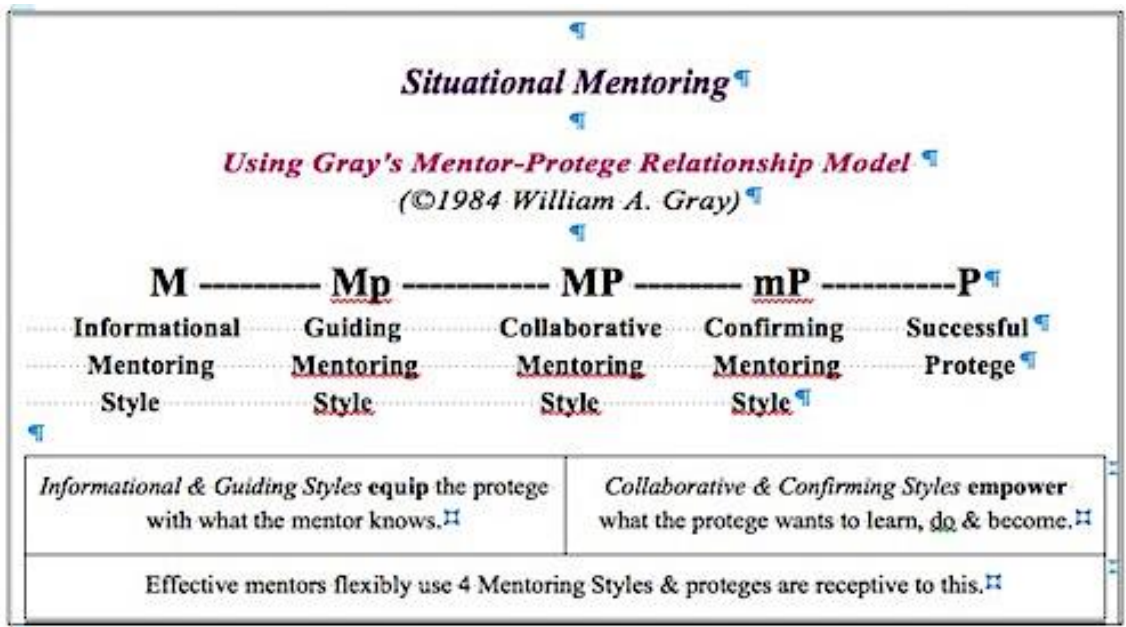 Situational Mentoring
Using Gray's Mentor-Protege Relationship Model
(©1984 William A. Gray)
M --------- Mp ----------- MP -------- mP ----------P
Informational Guiding Collaborative Confirming Successful
Mentoring Mentoring Mentoring Mentoring Protege
Style Style Style Style
Informational & Guiding Styles equip the protege
with what the mentor knows.
Collaborative & Confirming Styles empower
what the protege wants to learn, do & become.
Effective mentors flexibly use 4 Mentoring Styles & proteges are receptive to this.